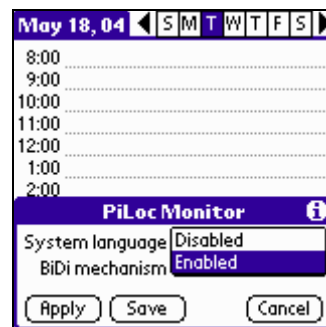 May 18, 04 S M T W T F S
8:00
9:00
10:00
11:00
12:00
1:00
2:00
PiLoc Monitor i
System language Disabled
BiDi mechanism Enabled
Apply Save Cancel